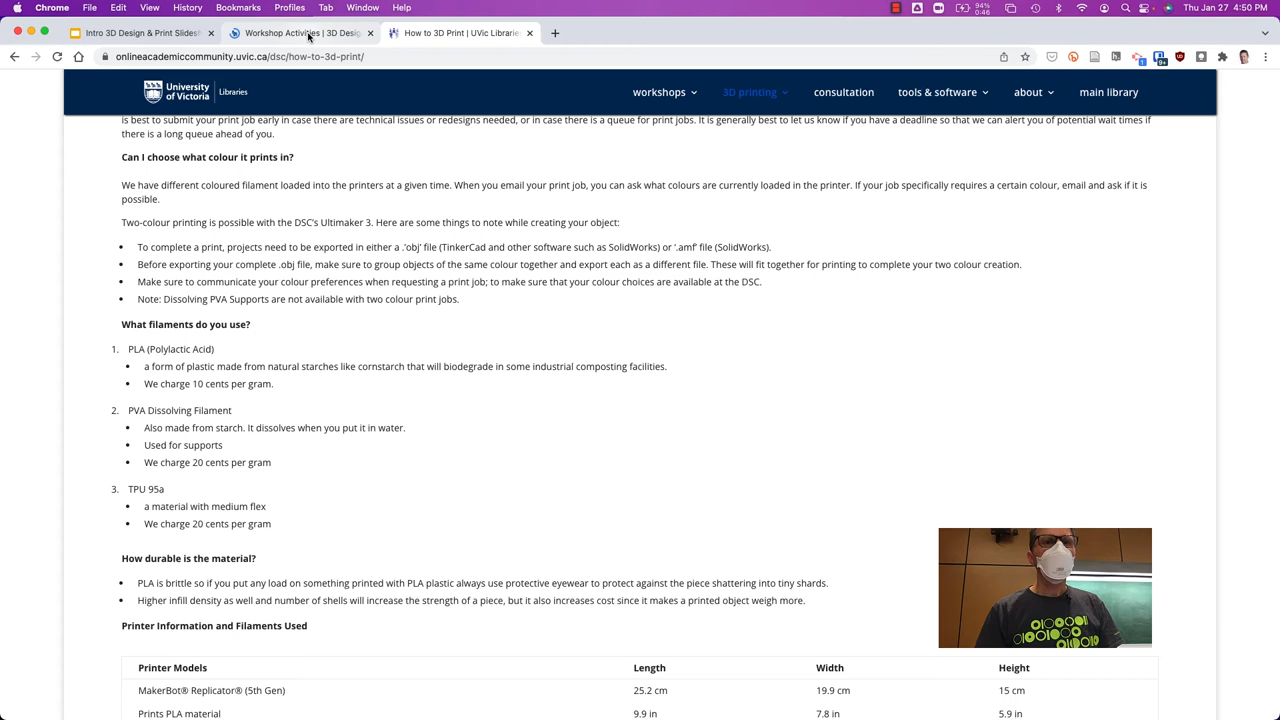 Chrome File Edit View History Bookmarks Profiles Tab Window Help 94% 0:46 Thu Jan 27 4:50 PM
Intro 3D Design & Print Slidesh Workshop Activities | 3D Desig How to 3D Print | UVic Librarie
onlineacademiccommunity.uvic.ca/dsc/how-to-3d-print/
University of Victoria Libraries workshops 3D printing consultation tools & software about main library
is best to submit your print job early in case there are technical issues or redesigns needed, or in case there is a queue for print jobs. It is generally best to let us know if you have a deadline so that we can alert you of potential wait times if
there is a long queue ahead of you.
Can I choose what colour it prints in?
We have different coloured filament loaded into the printers at a given time. When you email your print job, you can ask what colours are currently loaded in the printer. If your job specifically requires a certain colour, email and ask if it is
possible.
Two-colour printing is possible with the DSC's Ultimaker 3. Here are some things to note while creating your object:
• To complete a print, projects need to be exported in either a .'obj' file (TinkerCad and other software such as SolidWorks) or '.amf' file (SolidWorks).
• Before exporting your complete .obj file, make sure to group objects of the same colour together and export each as a different file. These will fit together for printing to complete your two colour creation.
• Make sure to communicate your colour preferences when requesting a print job; to make sure that your colour choices are available at the DSC.
• Note: Dissolving PVA Supports are not available with two colour print jobs.
What filaments do you use?
1. PLA (Polylactic Acid)
• a form of plastic made from natural starches like cornstarch that will biodegrade in some industrial composting facilities.
• We charge 10 cents per gram.
2. PVA Dissolving Filament
• Also made from starch. It dissolves when you put it in water.
• Used for supports
• We charge 20 cents per gram
3. TPU 95a
• a material with medium flex
• We charge 20 cents per gram
How durable is the material?
• PLA is brittle so if you put any load on something printed with PLA plastic always use protective eyewear to protect against the piece shattering into tiny shards.
• Higher infill density as well and number of shells will increase the strength of a piece, but it also increases cost since it makes a printed object weigh more.
Printer Information and Filaments Used
Printer Models Length Width Height
MakerBot® Replicator® (5th Gen) 25.2 cm 19.9 cm 15 cm
Prints PLA material 9.9 in 7.8 in 5.9 in